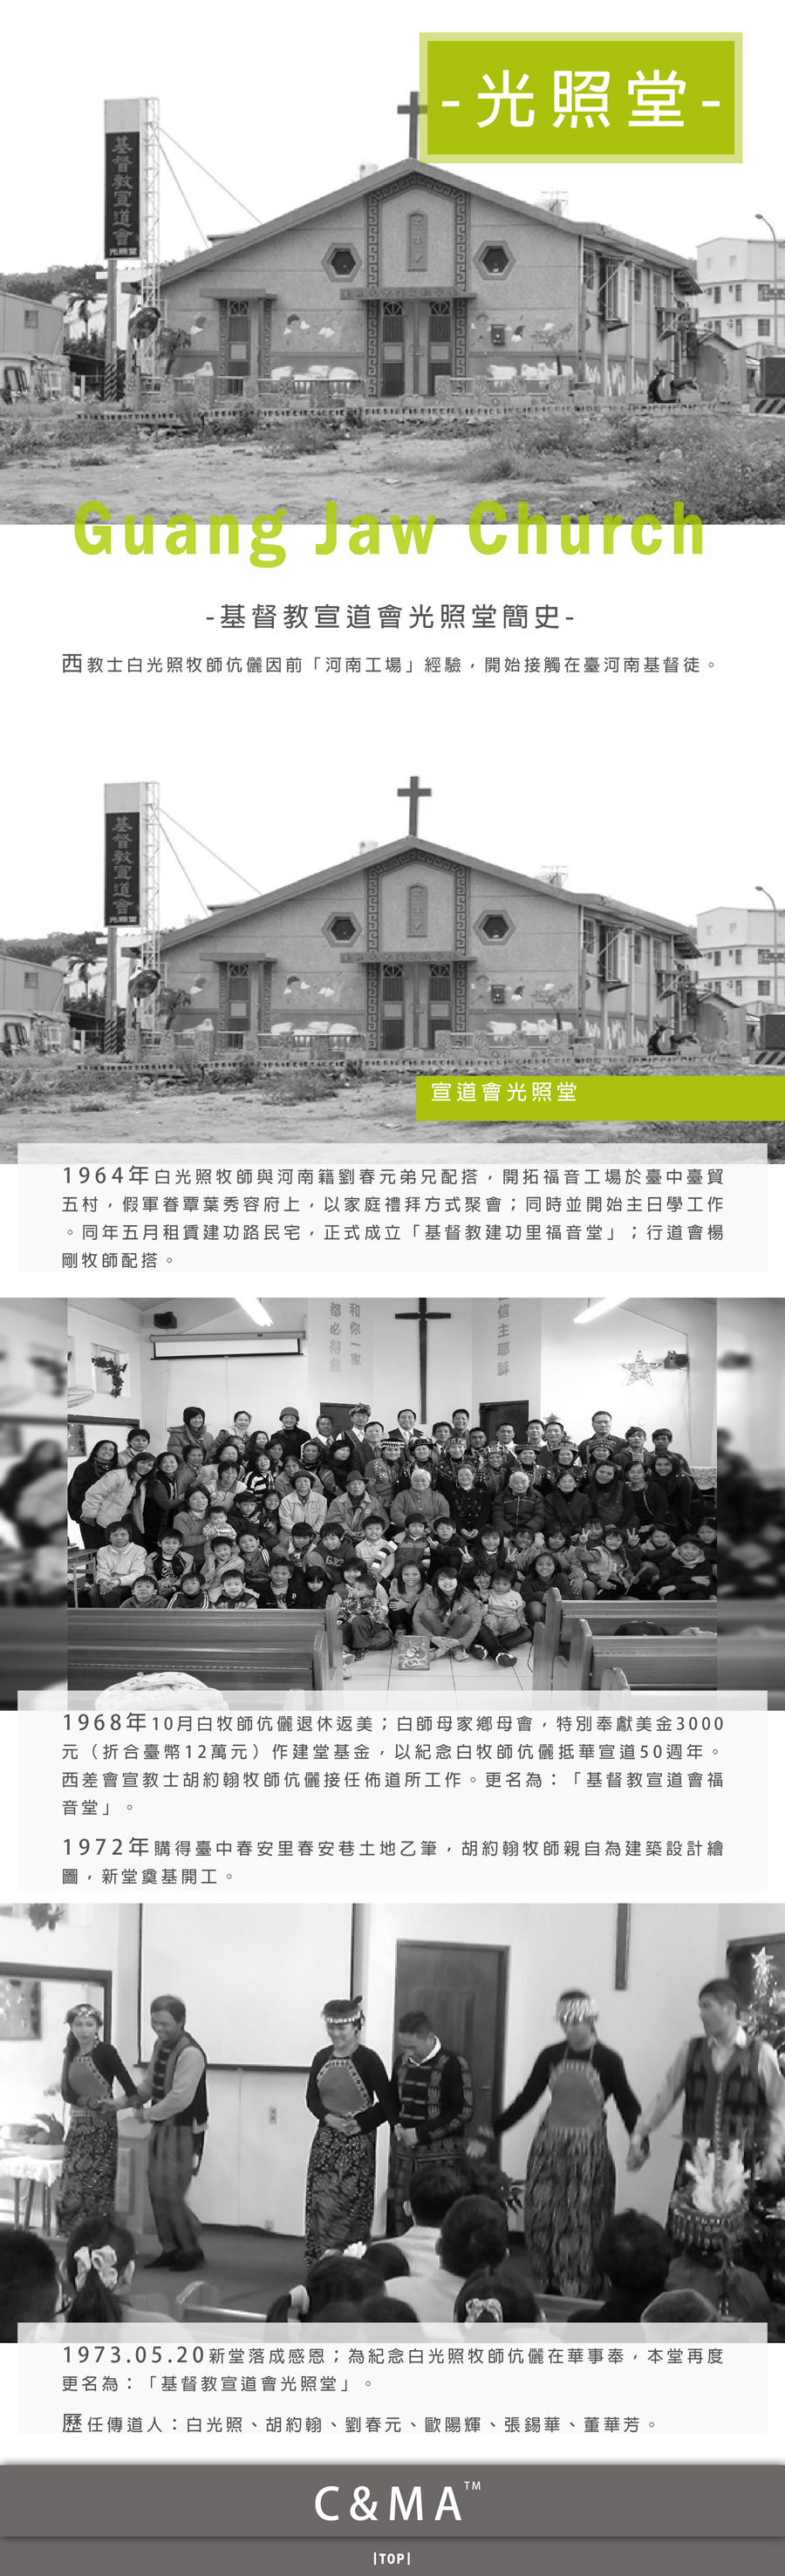 -光照堂-
基督教宣道會
光照堂
Guang Jaw Church
-基督教宣道會光照堂簡史-
西教士白光照牧師伉儷因前「河南工場」經驗，開始接觸在臺河南基督徒。
基督教宣道會
光照堂
宣道會光照堂
1964年白光照牧師與河南籍劉春元弟兄配搭，開拓福音工場於臺中臺貿
五村，假軍眷覃葉秀容府上，以家庭禮拜方式聚會；同時並開始主日學工作
。同年五月租賃建功路民宅，正式成立「基督教建功里福音堂」；行道會楊
剛牧師配搭。
信主耶穌
和你一家
都必得救
1968年10月白牧師伉儷退休返美；白師母家鄉母會，特別奉獻美金3000
元（折合臺幣12萬元）作建堂基金，以紀念白牧師伉儷抵華宣道50週年。
西差會宣教士胡約翰牧師伉儷接任佈道所工作。更名為：「基督教宣道會福
音堂」。
1972年購得臺中春安里春安巷土地乙筆，胡約翰牧師親自為建築設計繪
圖，新堂奠基開工。
1973.05.20新堂落成感恩；為紀念白光照牧師伉儷在華事奉，本堂再度
更名為：「基督教宣道會光照堂」。
歷任傳道人：白光照、胡約翰、劉春元、歐陽輝、張錫華、董華芳。
C&MA™
|TOP|